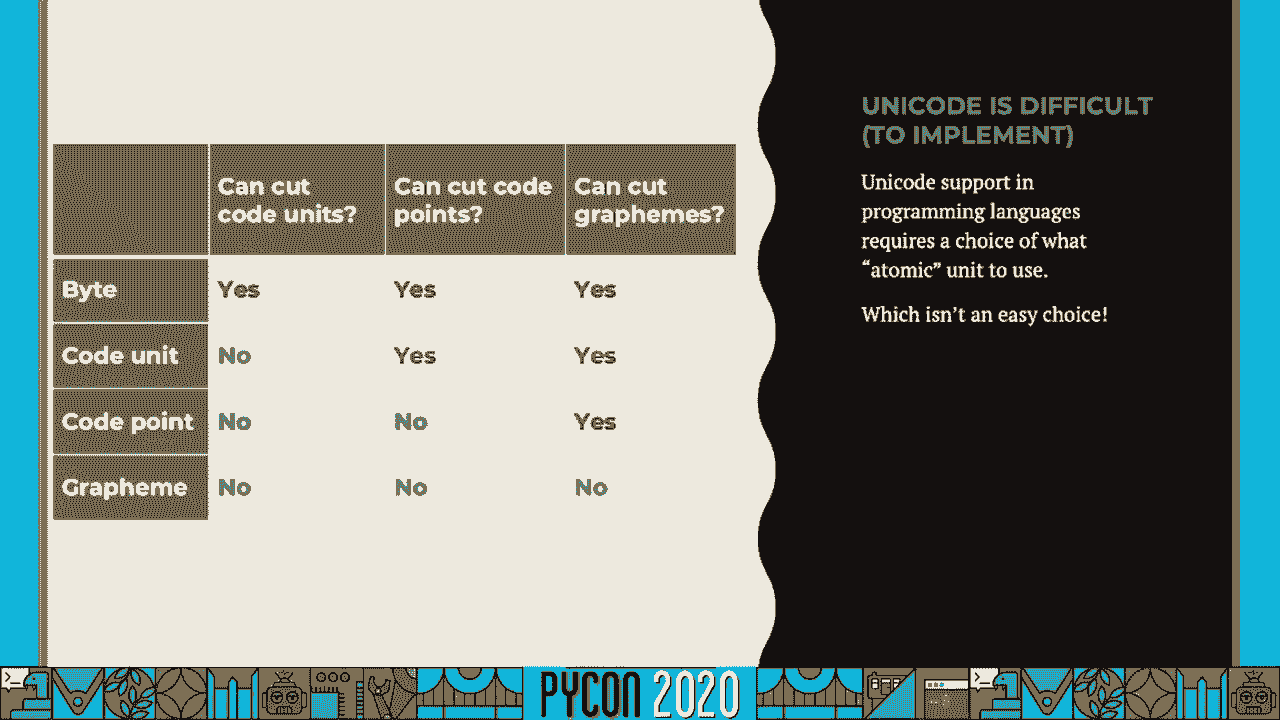 Can cut code units? Can cut code points? Can cut graphemes?
Byte Yes Yes Yes
Code unit No Yes Yes
Code point No No Yes
Grapheme No No No
UNICODE IS DIFFICULT
(TO IMPLEMENT)
Unicode support in
programming languages
requires a choice of what
“atomic” unit to use.
Which isn’t an easy choice!
PYCON 2020